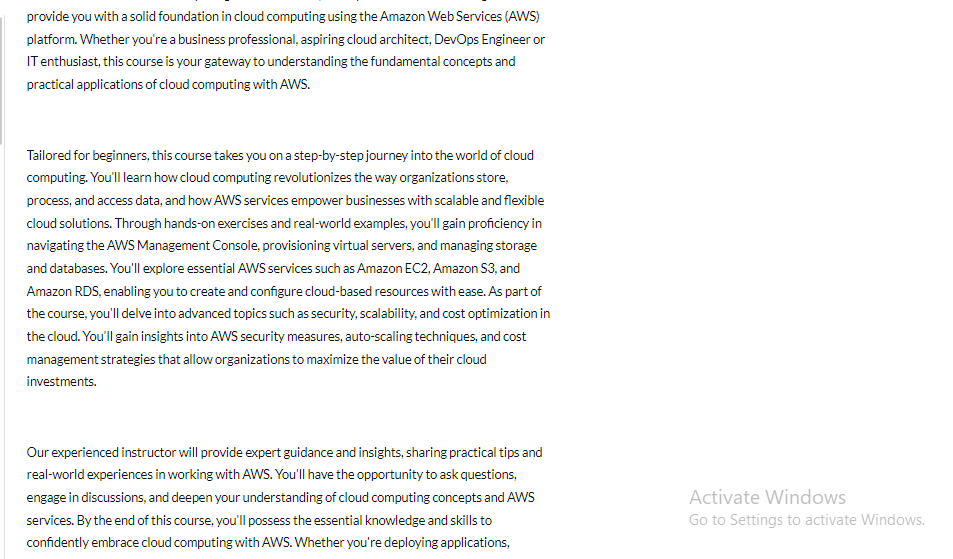 provide you with a solid foundation in cloud computing using the Amazon Web Services (AWS)
platform. Whether you're a business professional, aspiring cloud architect, DevOps Engineer or
IT enthusiast, this course is your gateway to understanding the fundamental concepts and
practical applications of cloud computing with AWS.
Tailored for beginners, this course takes you on a step-by-step journey into the world of cloud
computing. You'll learn how cloud computing revolutionizes the way organizations store,
process, and access data, and how AWS services empower businesses with scalable and flexible
cloud solutions. Through hands-on exercises and real-world examples, you'll gain proficiency in
navigating the AWS Management Console, provisioning virtual servers, and managing storage
and databases. You'll explore essential AWS services such as Amazon EC2, Amazon S3, and
Amazon RDS, enabling you to create and configure cloud-based resources with ease. As part of
the course, you'll delve into advanced topics such as security, scalability, and cost optimization in
the cloud. You'll gain insights into AWS security measures, auto-scaling techniques, and cost
management strategies that allow organizations to maximize the value of their cloud
investments.
Our experienced instructor will provide expert guidance and insights, sharing practical tips and
real-world experiences in working with AWS. You'll have the opportunity to ask questions,
engage in discussions, and deepen your understanding of cloud computing concepts and AWS
services. By the end of this course, you'll possess the essential knowledge and skills to
confidently embrace cloud computing with AWS. Whether you're deploying applications,
Activate Windows
Go to Settings to activate Windows.